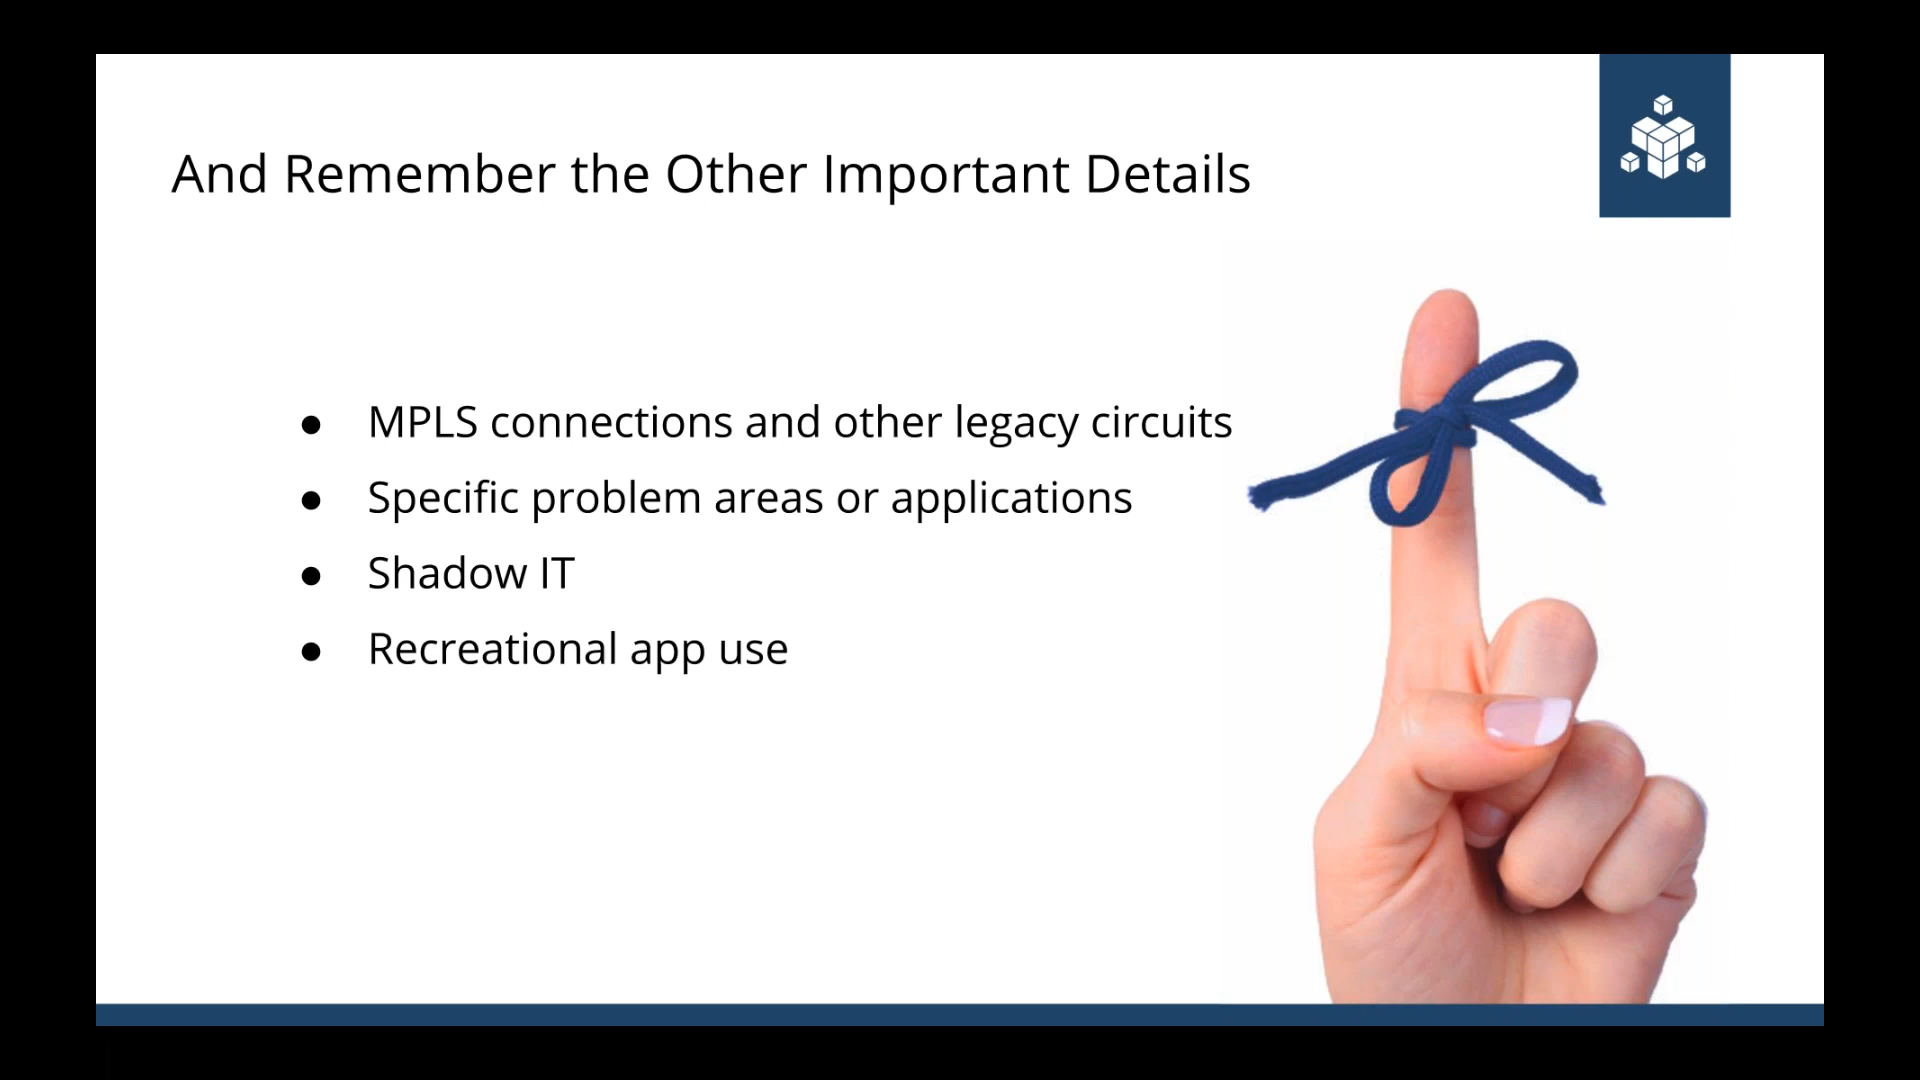 And Remember the Other Important Details
● MPLS connections and other legacy circuits
● Specific problem areas or applications
● Shadow IT
● Recreational app use